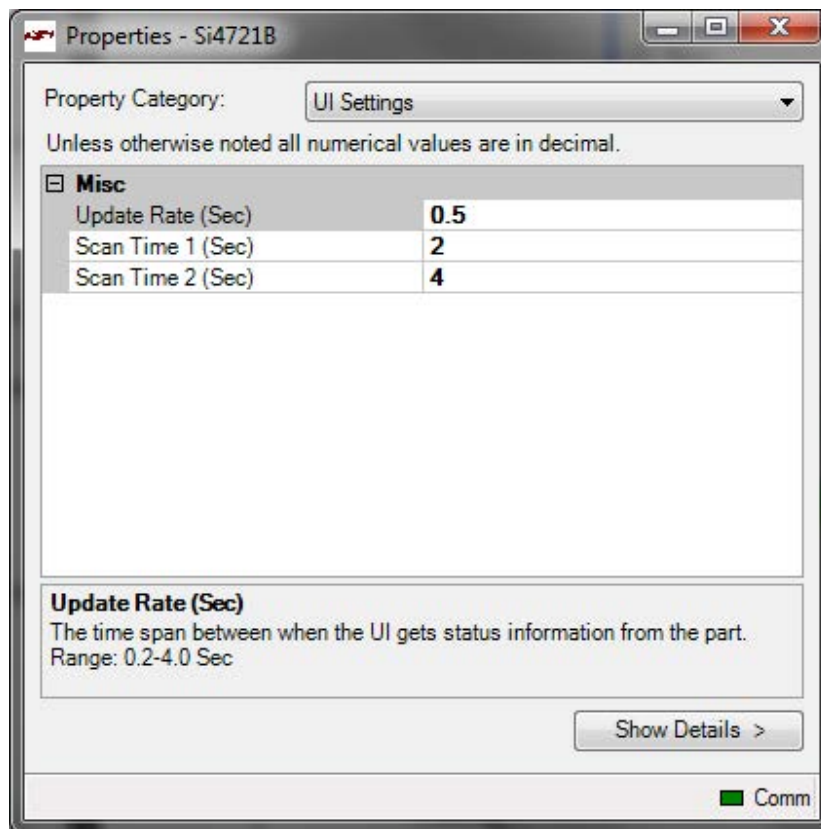 Properties - Si4721B
Property Category: UI Settings
Unless otherwise noted all numerical values are in decimal.
Misc
Update Rate (Sec) 0.5
Scan Time 1 (Sec) 2
Scan Time 2 (Sec) 4
Update Rate (Sec)
The time span between when the UI gets status information from the part.
Range: 0.2-4.0 Sec
Show Details >
Comm